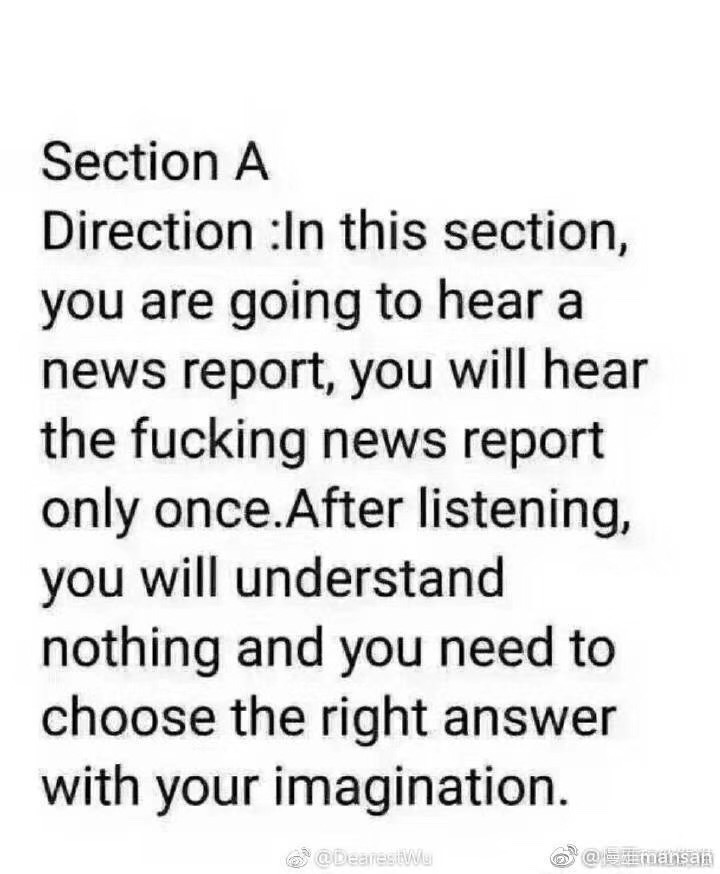 Section A
Direction :In this section,
you are going to hear a
news report, you will hear
the fucking news report
only once.After listening,
you will understand
nothing and you need to
choose the right answer
with your imagination.
@DearestWu